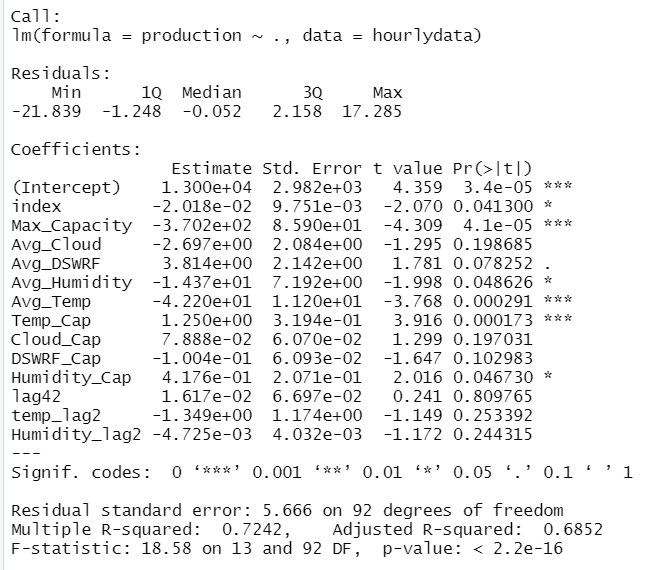 Call:
lm(formula = production ~ ., data = hourlydata)
Residuals:
    Min      1Q  Median      3Q     Max
-21.839  -1.248  -0.052   2.158  17.285
Coefficients:
               Estimate Std. Error t value Pr(>|t|)
(Intercept)   1.300e+04  2.982e+03   4.359  3.4e-05 ***
index        -2.018e-02  9.751e-03  -2.070 0.041300 *
Max_Capacity -3.702e+02  8.590e+01  -4.309  4.1e-05 ***
Avg_Cloud    -2.697e+00  2.084e+00  -1.295 0.198685
Avg_DSWRF     3.814e+00  2.142e+00   1.781 0.078252 .
Avg_Humidity -1.437e+01  7.192e+00  -1.998 0.048626 *
Avg_Temp     -4.220e+01  1.120e+01  -3.768 0.000291 ***
Temp_Cap      1.250e+00  3.194e-01   3.916 0.000173 ***
Cloud_Cap     7.888e-02  6.070e-02   1.299 0.197031
DSWRF_Cap    -1.004e-01  6.093e-02  -1.647 0.102983
Humidity_Cap  4.176e-01  2.071e-01   2.016 0.046730 *
lag42         1.617e-02  6.697e-02   0.241 0.809765
temp_lag2    -1.349e+00  1.174e+00  -1.149 0.253392
Humidity_lag2 -4.725e-03  4.032e-03  -1.172 0.244315
---
Signif. codes:  0 ‘***’ 0.001 ‘**’ 0.01 ‘*’ 0.05 ‘.’ 0.1 ‘ ’ 1
Residual standard error: 5.666 on 92 degrees of freedom
Multiple R-squared:  0.7242,    Adjusted R-squared:  0.6852
F-statistic: 18.58 on 13 and 92 DF,  p-value: < 2.2e-16